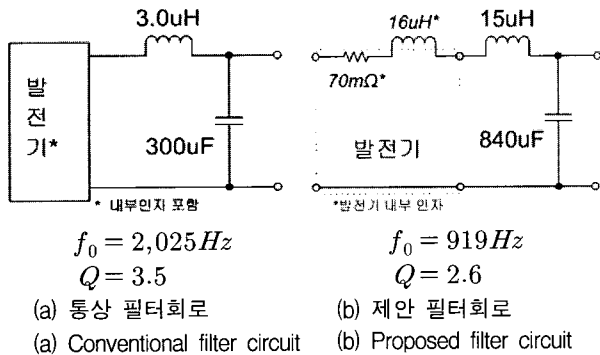 3.0uH
발전기*
300uF
* 내부인자 포함
16uH*
15uH
70mΩ*
발전기
840uF
*발전기 내부 인자
f₀ = 2,025Hz
Q = 3.5
(a) 통상 필터회로
(a) Conventional filter circuit
f₀ = 919Hz
Q = 2.6
(b) 제안 필터회로
(b) Proposed filter circuit